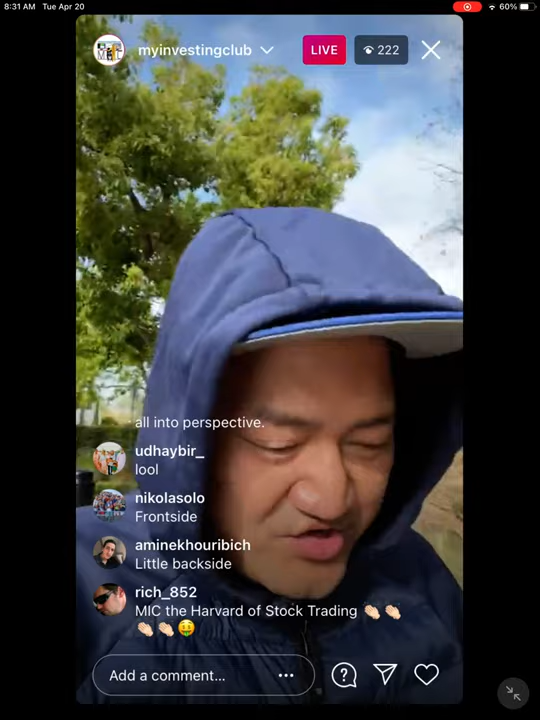 8:31 AM Tue Apr 20
60%
myinvestingclub
LIVE
222
all into perspective.
udhaybir_
lool
nikolasolo
Frontside
aminekhouribich
Little backside
rich_852
MIC the Harvard of Stock Trading 👏🏻👏🏻
👏🏻👏🏻🤑
Add a comment...